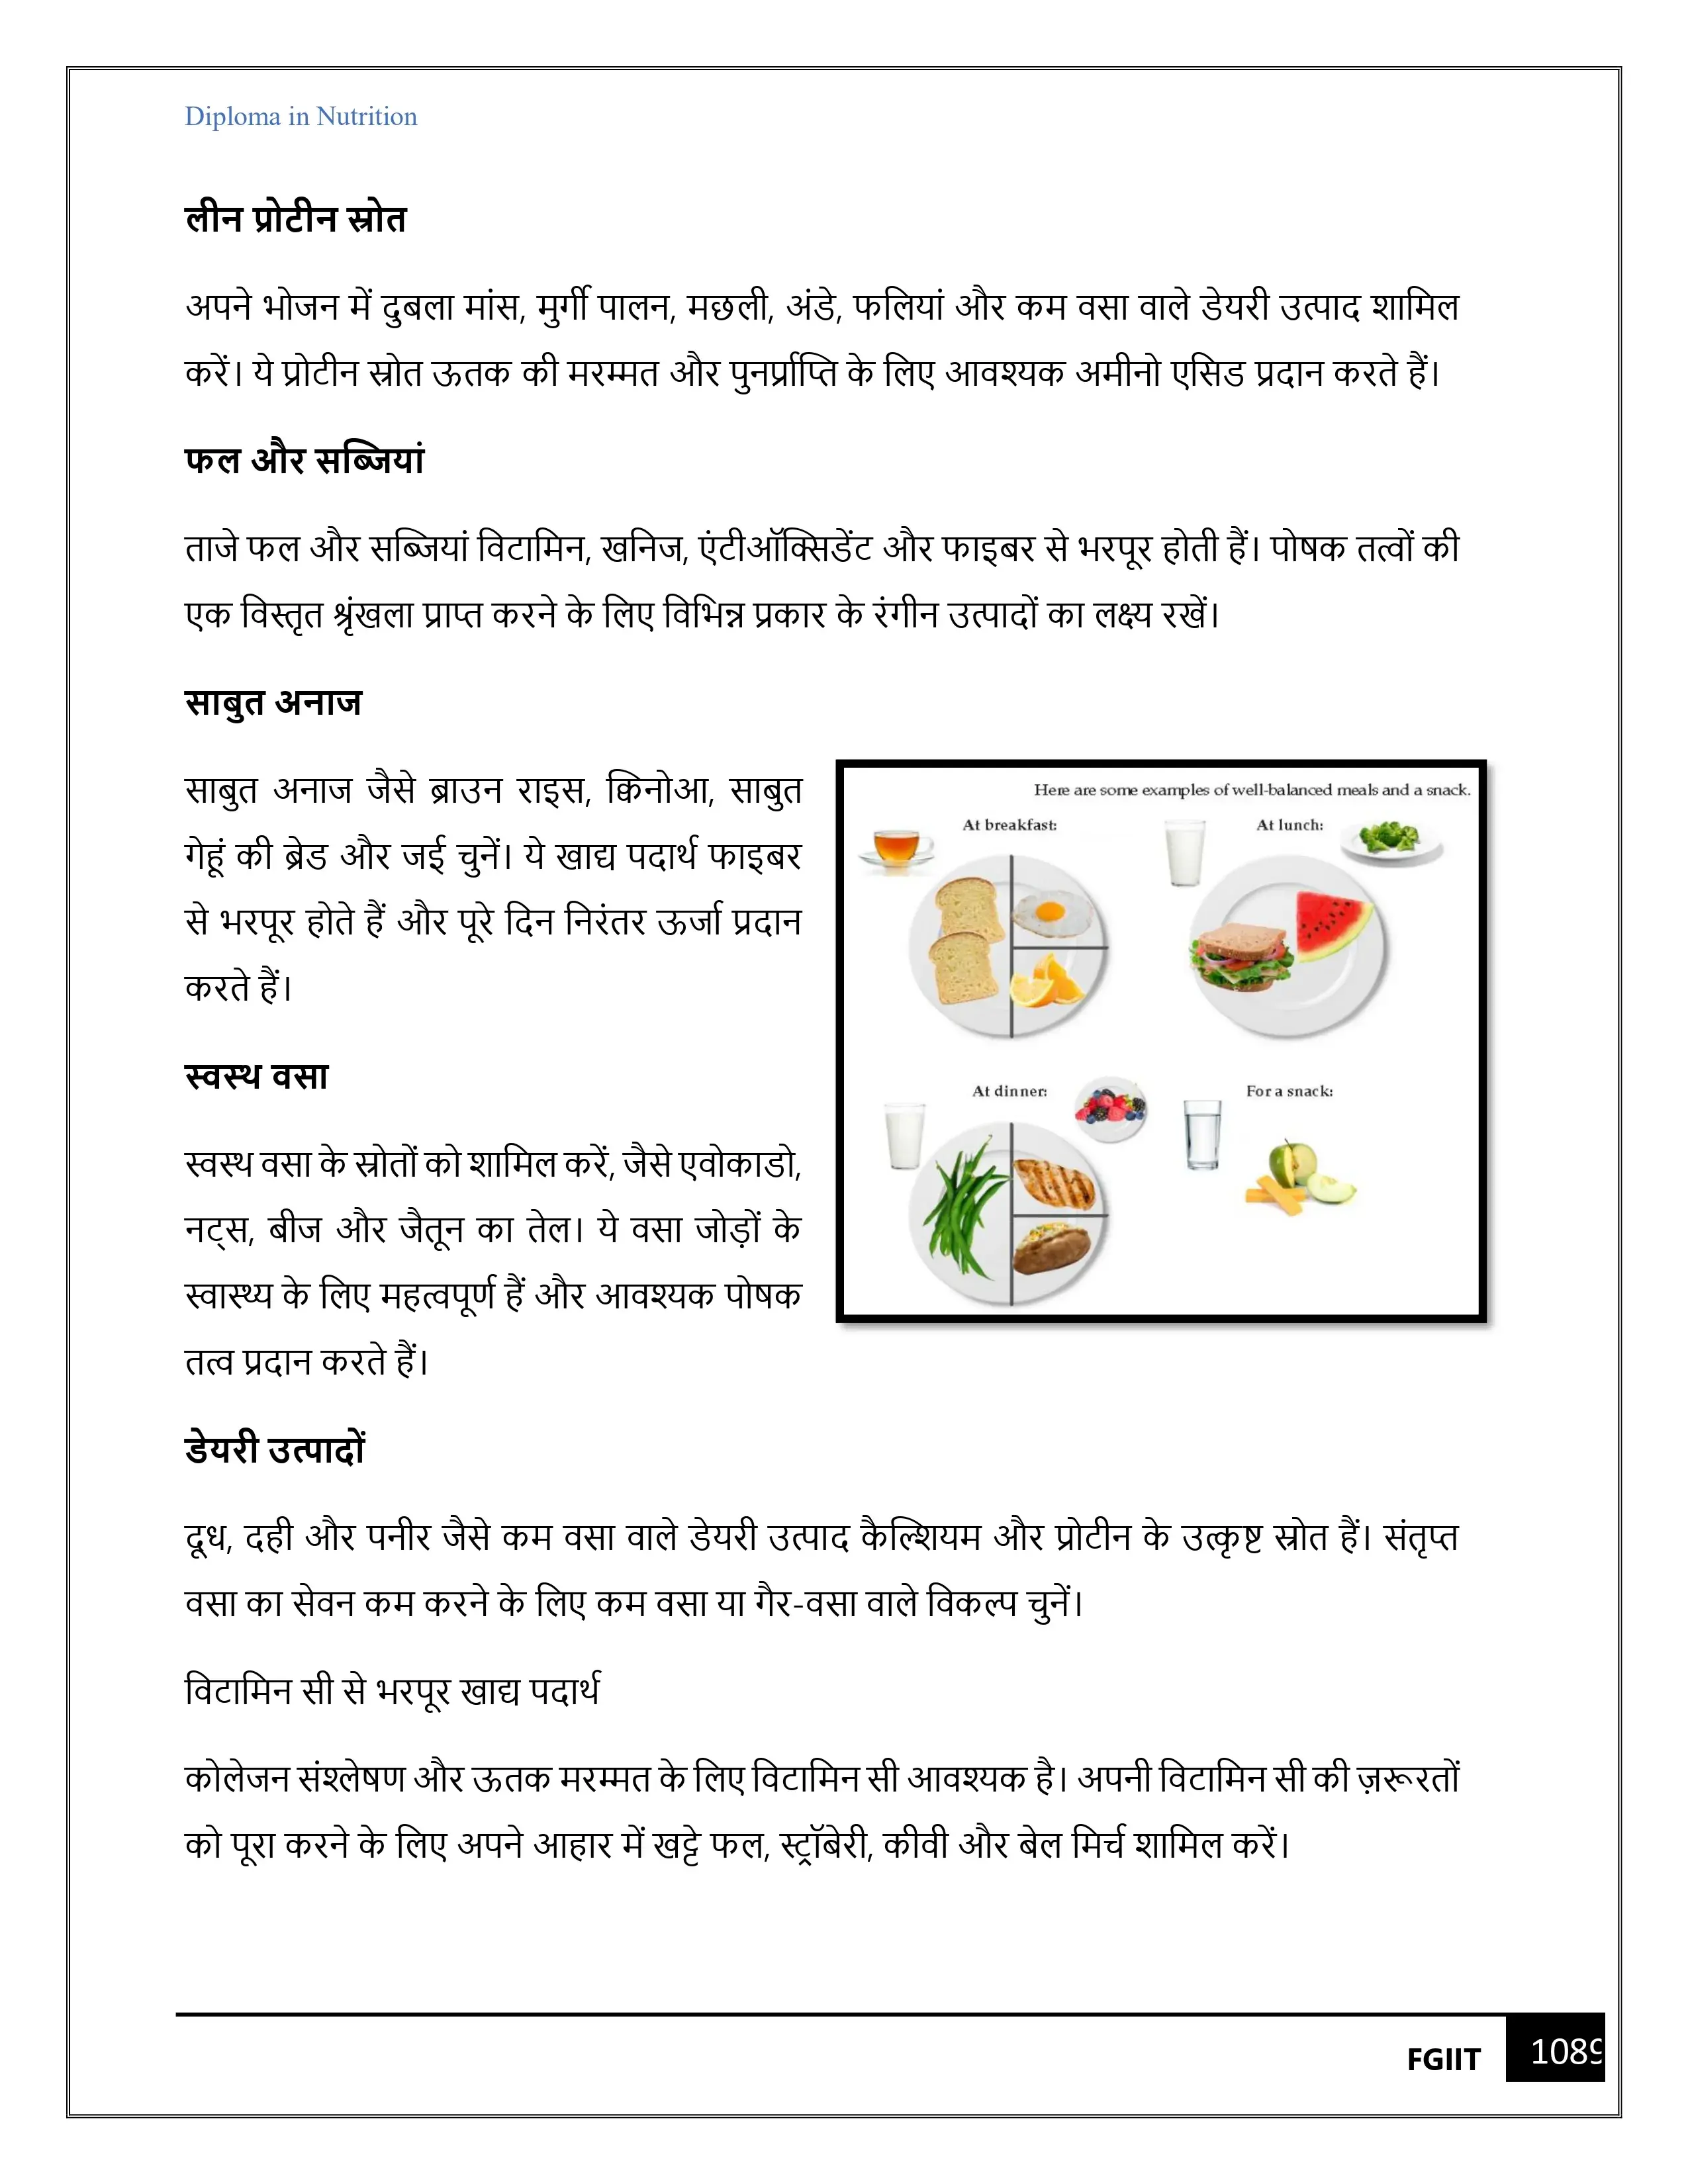 Diploma in Nutrition
लीन प्रोटीन स्रोत
अपने भोजन में दुबला मांस, मुर्गी पालन, मछली, अंडे, फलियां और कम वसा वाले डेयरी उत्पाद शामिल
करें। ये प्रोटीन स्रोत ऊतक की मरम्मत और पुनर्प्राप्ति के लिए आवश्यक अमीनो एसिड प्रदान करते हैं।
फल और सब्जियां
ताजे फल और सब्जियां विटामिन, खनिज, एंटीऑक्सिडेंट और फाइबर से भरपूर होती हैं। पोषक तत्वों की
एक विस्तृत श्रृंखला प्राप्त करने के लिए विभिन्न प्रकार के रंगीन उत्पादों का लक्ष्य रखें।
साबुत अनाज
साबुत अनाज जैसे ब्राउन राइस, क्विनोआ, साबुत
गेहूं की ब्रेड और जई चुनें। ये खाद्य पदार्थ फाइबर
से भरपूर होते हैं और पूरे दिन निरंतर ऊर्जा प्रदान
करते हैं।
Here are some examples of well-balanced meals and a snack.
At breakfast:
At lunch:
At dinner:
For a snack:
स्वस्थ वसा
स्वस्थ वसा के स्रोतों को शामिल करें, जैसे एवोकाडो,
नट्स, बीज और जैतून का तेल। ये वसा जोड़ों के
स्वास्थ्य के लिए महत्वपूर्ण हैं और आवश्यक पोषक
तत्व प्रदान करते हैं।
डेयरी उत्पादों
दूध, दही और पनीर जैसे कम वसा वाले डेयरी उत्पाद कैल्शियम और प्रोटीन के उत्कृष्ट स्रोत हैं। संतृप्त
वसा का सेवन कम करने के लिए कम वसा या गैर-वसा वाले विकल्प चुनें।
विटामिन सी से भरपूर खाद्य पदार्थ
कोलेजन संश्लेषण और ऊतक मरम्मत के लिए विटामिन सी आवश्यक है। अपनी विटामिन सी की ज़रूरतों
को पूरा करने के लिए अपने आहार में खट्टे फल, स्ट्रॉबेरी, कीवी और बेल मिर्च शामिल करें।
FGIIT
1089